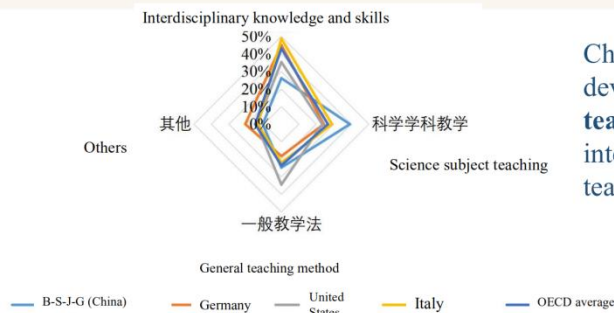 Interdisciplinary knowledge and skills
50%
40%
30%
20%
10%
0%
其他
科学学科教学
Others
Science subject teaching
一般教学法
General teaching method
B-S-J-G (China)
Germany
United
States
Italy
OECD average
Ch
dev
tea
inte
tea